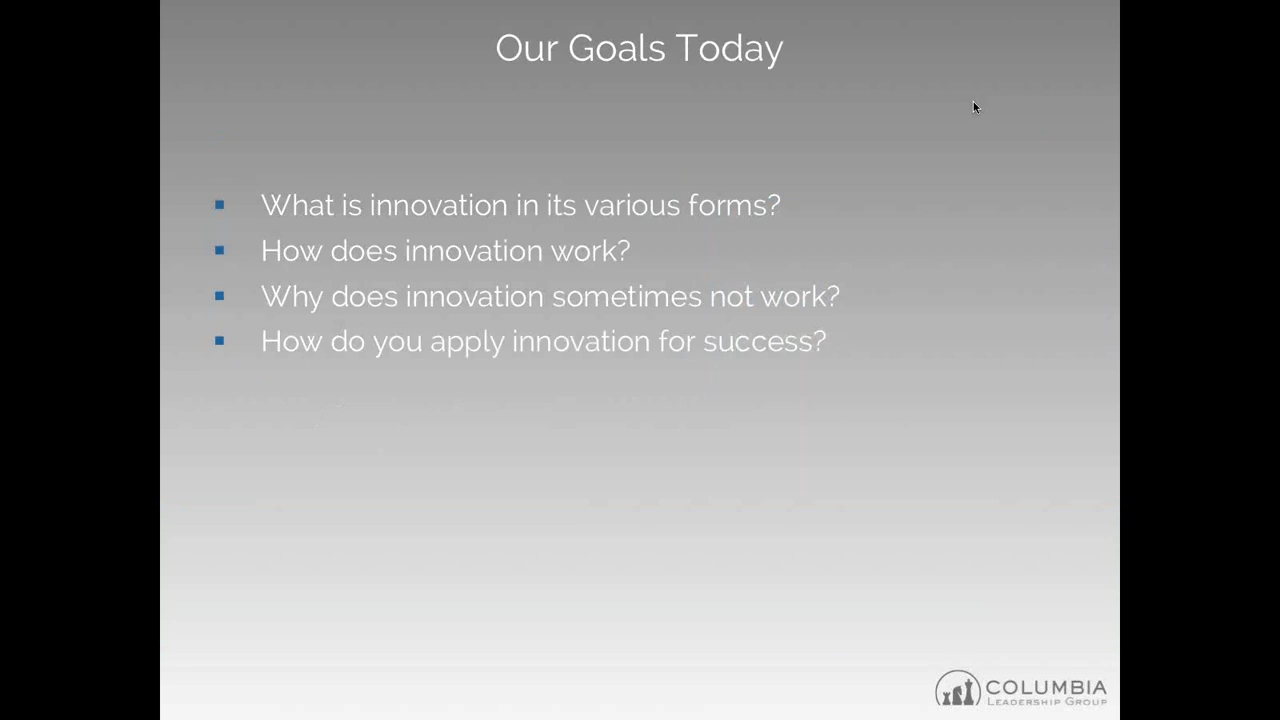 Our Goals Today
What is innovation in its various forms?
How does innovation work?
Why does innovation sometimes not work?
How do you apply innovation for success?
COLUMBIA
LEADERSHIP GROUP